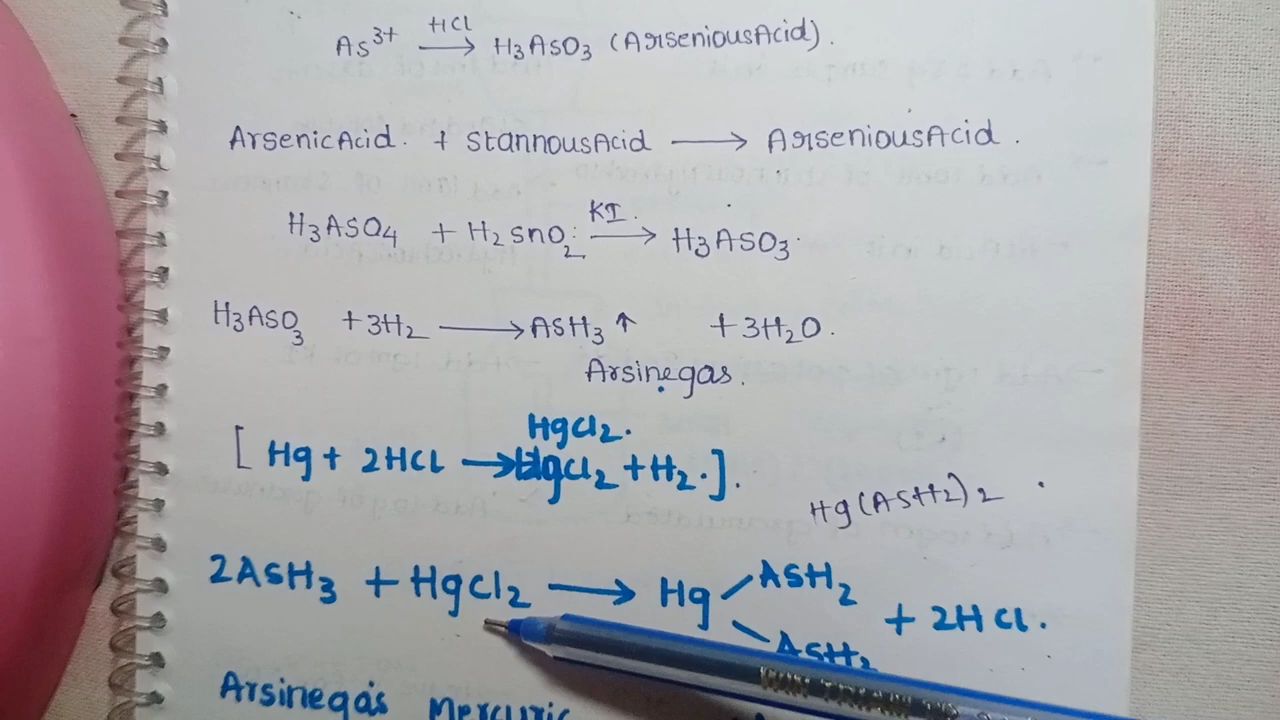 As³⁺ —HCl→ H₃AsO₃ (ArseniousAcid).
ArsenicAcid. + StannousAcid ⟶ ArseniousAcid.
H₃ASO₄ + H₂SnO₂ —KI.→ H₃ASO₃.
H₃ASO₃ + 3H₂ ⟶ ASH₃ ↑ + 3H₂O.
Arsinegas.
HgCl₂.
[ Hg + 2HCl ⟶ HgCl₂ + H₂.].
Hg(ASH₂)₂
2ASH₃ + HgCl₂ ⟶ Hg ASH₂ ASH₂ + 2HCl.
Arsinegas Mercuric